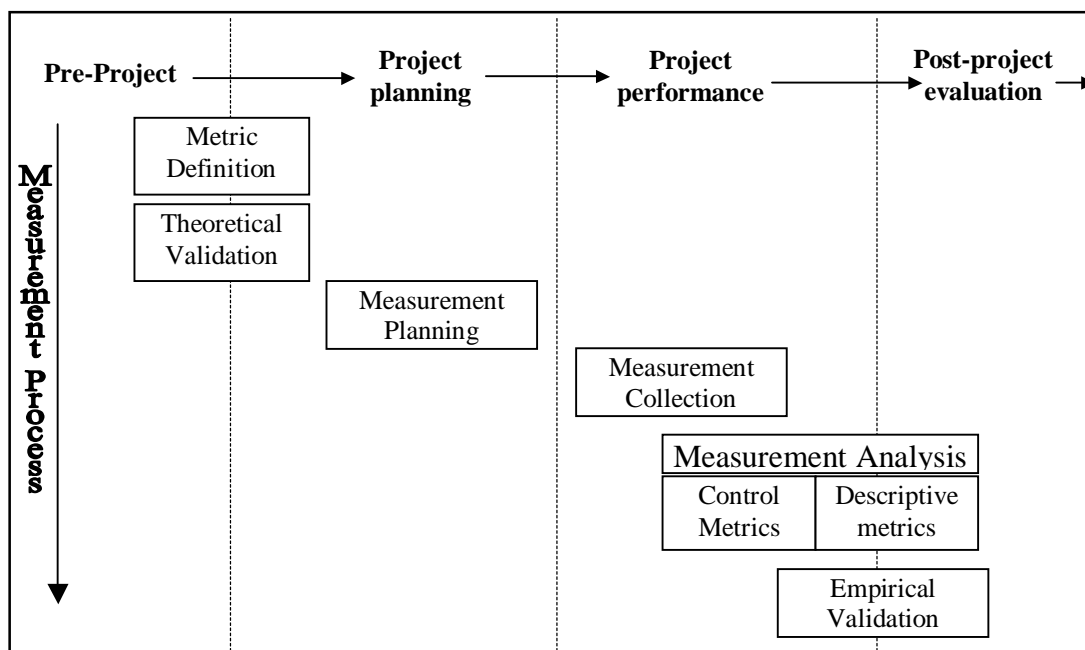 Pre-Project
Project
planning
Project
performance
Post-project
evaluation
Measurement Process
Metric
Definition
Theoretical
Validation
Measurement
Planning
Measurement
Collection
Measurement Analysis
Control
Metrics
Descriptive
metrics
Empirical
Validation